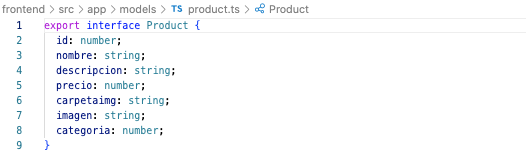 frontend > src > app > models > TS product.ts > Product
1 export interface Product {
2 id: number;
3 nombre: string;
4 descripcion: string;
5 precio: number;
6 carpetaimg: string;
7 imagen: string;
8 categoria: number;
9 }